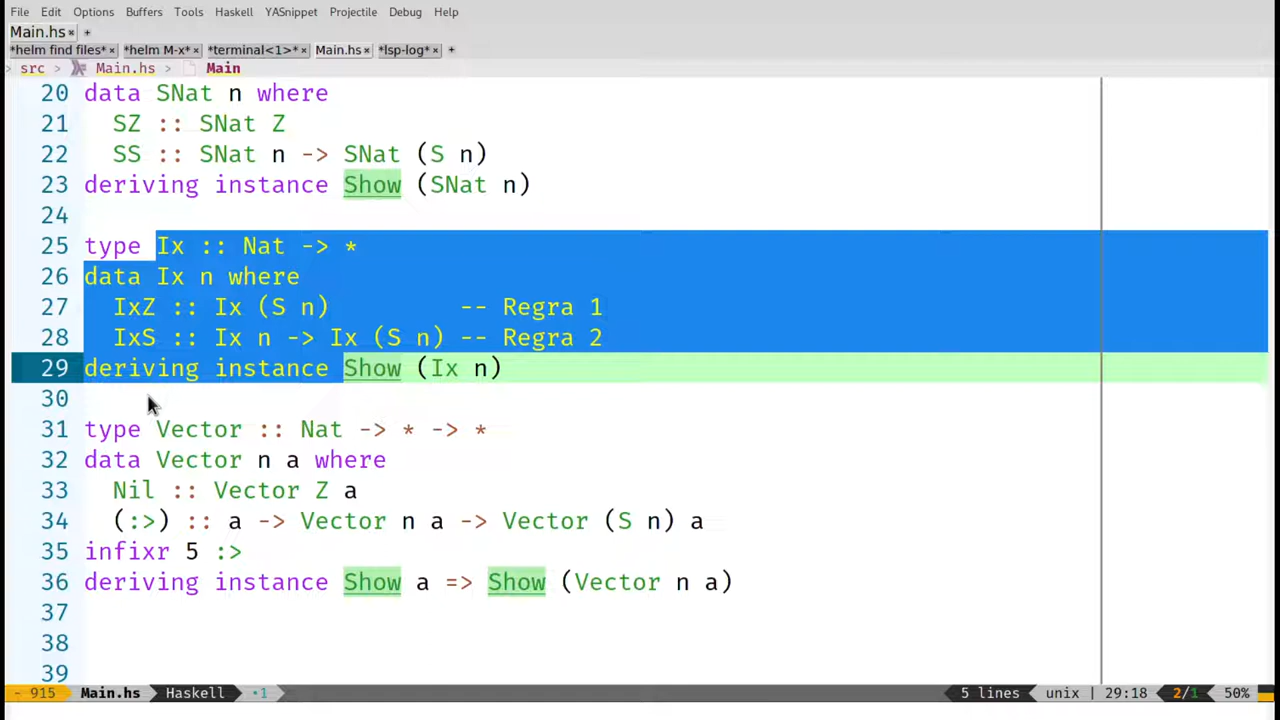 File Edit Options Buffers Tools Haskell YASnippet Projectile Debug Help
Main.hs × +
*helm find files* × *helm M-x* × *terminal<1>* × Main.hs × *lsp-log* × +
> src > Main.hs > Main
20 data SNat n where
21 SZ :: SNat Z
22 SS :: SNat n -> SNat (S n)
23 deriving instance Show (SNat n)
24
25 type Ix :: Nat -> *
26 data Ix n where
27 IxZ :: Ix (S n) -- Regra 1
28 IxS :: Ix n -> Ix (S n) -- Regra 2
29 deriving instance Show (Ix n)
30
31 type Vector :: Nat -> * -> *
32 data Vector n a where
33 Nil :: Vector Z a
34 (:>) :: a -> Vector n a -> Vector (S n) a
35 infixr 5 :>
36 deriving instance Show a => Show (Vector n a)
37
38
39
- 915 Main.hs Haskell •1 5 lines unix | 29:18 2/1 50%